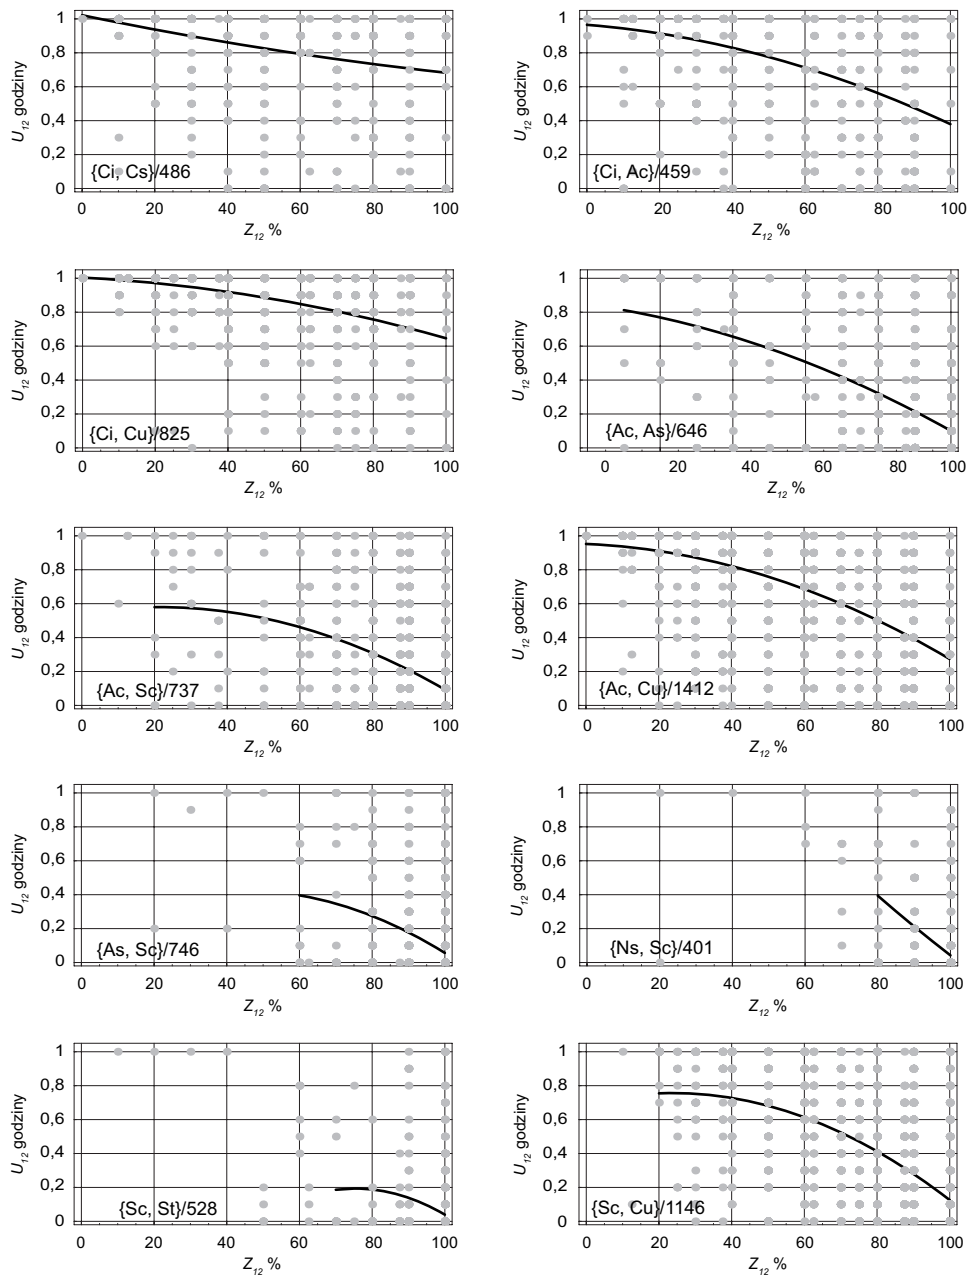 1
0,8
0,6
0,4
0,2
0
U12 godziny
{Ci, Cs}/486
0 20 40 60 80 100
Z12 %
1
0,8
0,6
0,4
0,2
0
U12 godziny
{Ci, Ac}/459
0 20 40 60 80 100
Z12 %
1
0,8
0,6
0,4
0,2
0
U12 godziny
{Ci, Cu}/825
0 20 40 60 80 100
Z12 %
1
0,8
0,6
0,4
0,2
0
U12 godziny
{Ac, As}/646
0 20 40 60 80 100
Z12 %
1
0,8
0,6
0,4
0,2
0
U12 godziny
{Ac, Sc}/737
0 20 40 60 80 100
Z12 %
1
0,8
0,6
0,4
0,2
0
U12 godziny
{Ac, Cu}/1412
0 20 40 60 80 100
Z12 %
1
0,8
0,6
0,4
0,2
0
U12 godziny
{As, Sc}/746
0 20 40 60 80 100
Z12 %
1
0,8
0,6
0,4
0,2
0
U12 godziny
{Ns, Sc}/401
0 20 40 60 80 100
Z12 %
1
0,8
0,6
0,4
0,2
0
U12 godziny
{Sc, St}/528
0 20 40 60 80 100
Z12 %
1
0,8
0,6
0,4
0,2
0
U12 godziny
{Sc, Cu}/1146
0 20 40 60 80 100
Z12 %